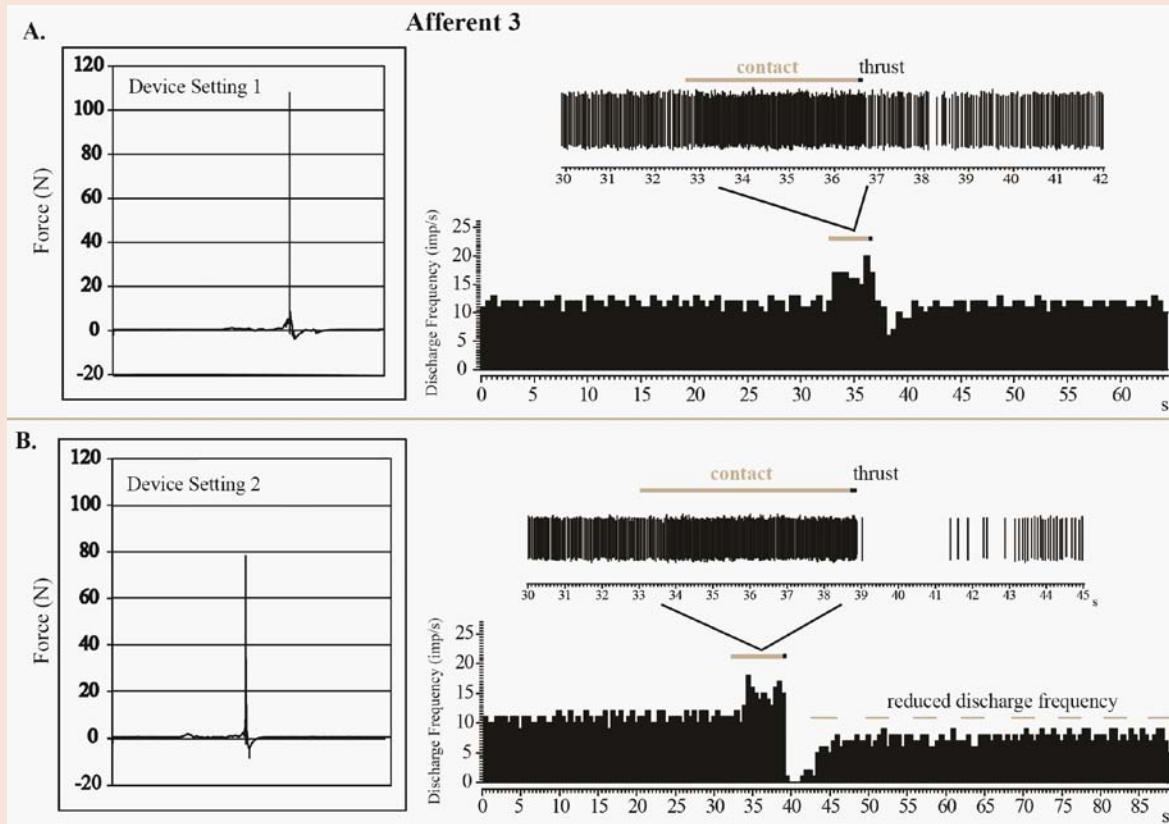 Afferent 3
A.
Device Setting 1
Force (N)
120
100
80
60
40
20
0
-20
contact thrust
30 31 32 33 34 35 36 37 38 39 40 41 42
Discharge Frequency (imp/s)
25
20
15
10
5
0
0 5 10 15 20 25 30 35 40 45 50 55 60
s
B.
Device Setting 2
Force (N)
120
100
80
60
40
20
0
-20
contact thrust
30 31 32 33 34 35 36 37 38 39 40 41 42 43 44 45
s
Discharge Frequency (imp/s)
25
20
15
10
5
0
reduced discharge frequency
0 5 10 15 20 25 30 35 40 45 50 55 60 65 70 75 80 85
s